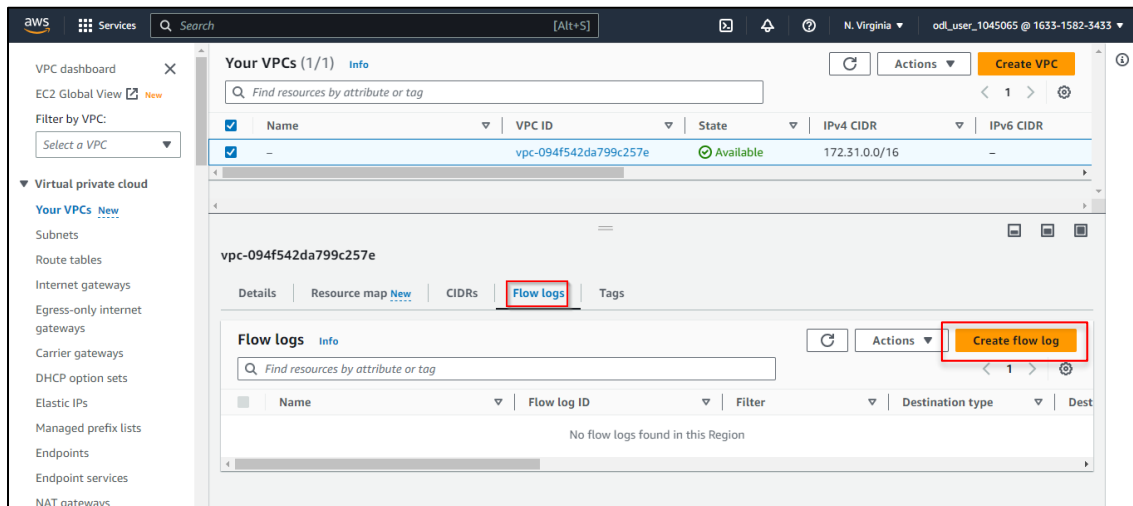 aws Services Search [Alt+S] N. Virginia odl_user_1045065 @ 1633-1582-3433
VPC dashboard
EC2 Global View New
Filter by VPC:
Select a VPC
Virtual private cloud
Your VPCs New
Subnets
Route tables
Internet gateways
Egress-only internet
gateways
Carrier gateways
DHCP option sets
Elastic IPs
Managed prefix lists
Endpoints
Endpoint services
NAT gateways
Your VPCs (1/1) Info Actions Create VPC
Find resources by attribute or tag 1
Name VPC ID State IPv4 CIDR IPv6 CIDR
– vpc-094f542da799c257e Available 172.31.0.0/16 –
vpc-094f542da799c257e
Details Resource map New CIDRs Flow logs Tags
Flow logs Info Actions Create flow log
Find resources by attribute or tag 1
Name Flow log ID Filter Destination type Dest
No flow logs found in this Region